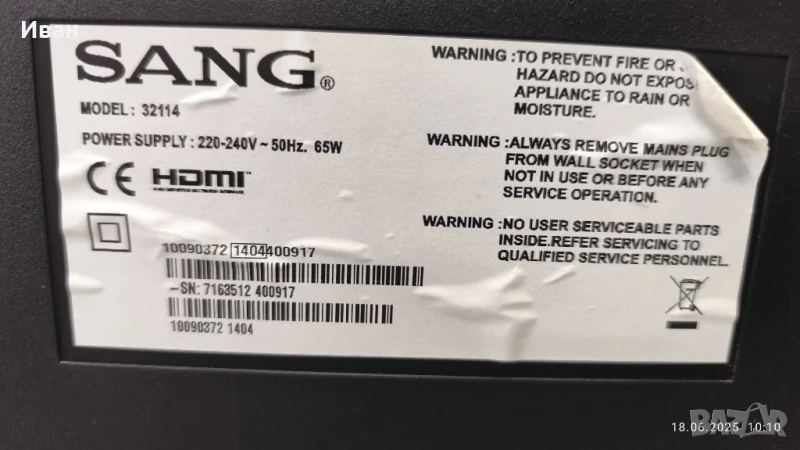 Иван
SANG®
MODEL : 32114
POWER SUPPLY : 220-240V ~ 50Hz. 65W
CE HDMI
10090372 1404 400917
-SN: 7163512 400917
10090372 1404
WARNING :TO PREVENT FIRE OR
HAZARD DO NOT EXPOS
APPLIANCE TO RAIN OR
MOISTURE.
WARNING :ALWAYS REMOVE MAINS PLUG
FROM WALL SOCKET WHEN
NOT IN USE OR BEFORE ANY
SERVICE OPERATION.
WARNING :NO USER SERVICEABLE PARTS
INSIDE.REFER SERVICING TO
QUALIFIED SERVICE PERSONNEL.
BAZAR
18.06.2025 10:10